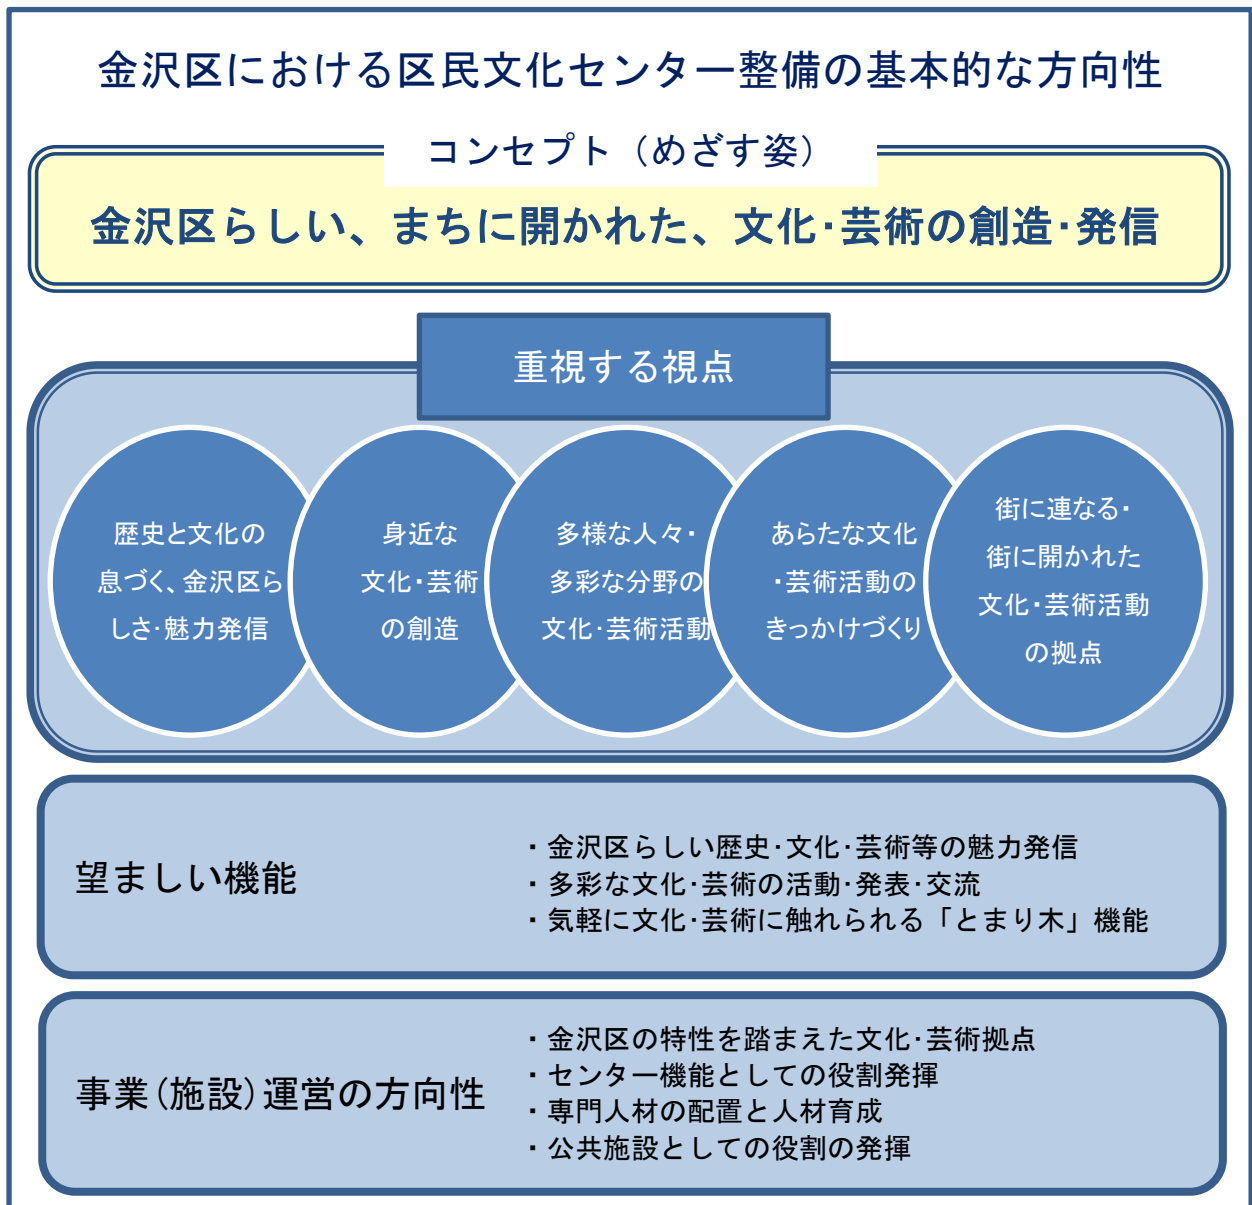 金沢区における区民文化センター整備の基本的な方向性
コンセプト（めざす姿）
金沢区らしい、まちに開かれた、文化・芸術の創造・発信
重視する視点
歴史と文化の
息づく、金沢区ら
しさ・魅力発信
身近な
文化・芸術
の創造
多様な人々・
多彩な分野の
文化・芸術活動
あらたな文化
・芸術活動の
きっかけづくり
街に連なる・
街に開かれた
文化・芸術活動
の拠点
望ましい機能
・金沢区らしい歴史・文化・芸術等の魅力発信
・多彩な文化・芸術の活動・発表・交流
・気軽に文化・芸術に触れられる「とまり木」機能
事業（施設）運営の方向性
・金沢区の特性を踏まえた文化・芸術拠点
・センター機能としての役割発揮
・専門人材の配置と人材育成
・公共施設としての役割の発揮